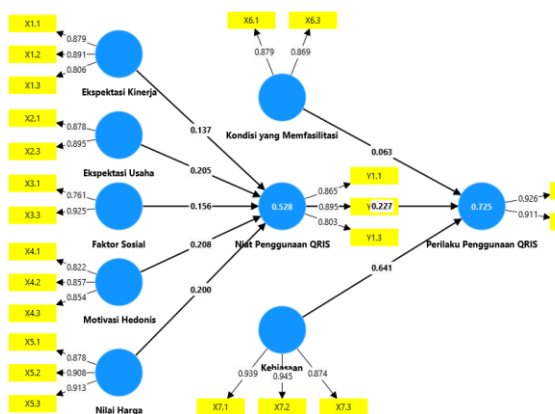 X1.1
0.879
X1.2
0.891
0.806
X1.3
Ekspektasi Kinerja
X2.1
0.878
X2.3
0.895
Ekspektasi Usaha
X3.1
0.761
X3.3
0.925
Faktor Sosial
X4.1
0.822
X4.2
0.857
0.854
X4.3
Motivasi Hedonis
X5.1
0.878
X5.2
0.908
0.913
X5.3
Nilai Harga
0.137
0.205
0.156
0.208
0.200
X6.1
X6.3
0.879
0.869
Kondisi yang Memfasilitasi
0.063
0.528
Niat Penggunaan QRIS
0.865
Y1.1
0.895
0.227
0.803
Y1.3
0.725
Perilaku Penggunaan QRIS
0.926
0.911
0.641
Kebiasaan
0.939
0.945
0.874
X7.1
X7.2
X7.3